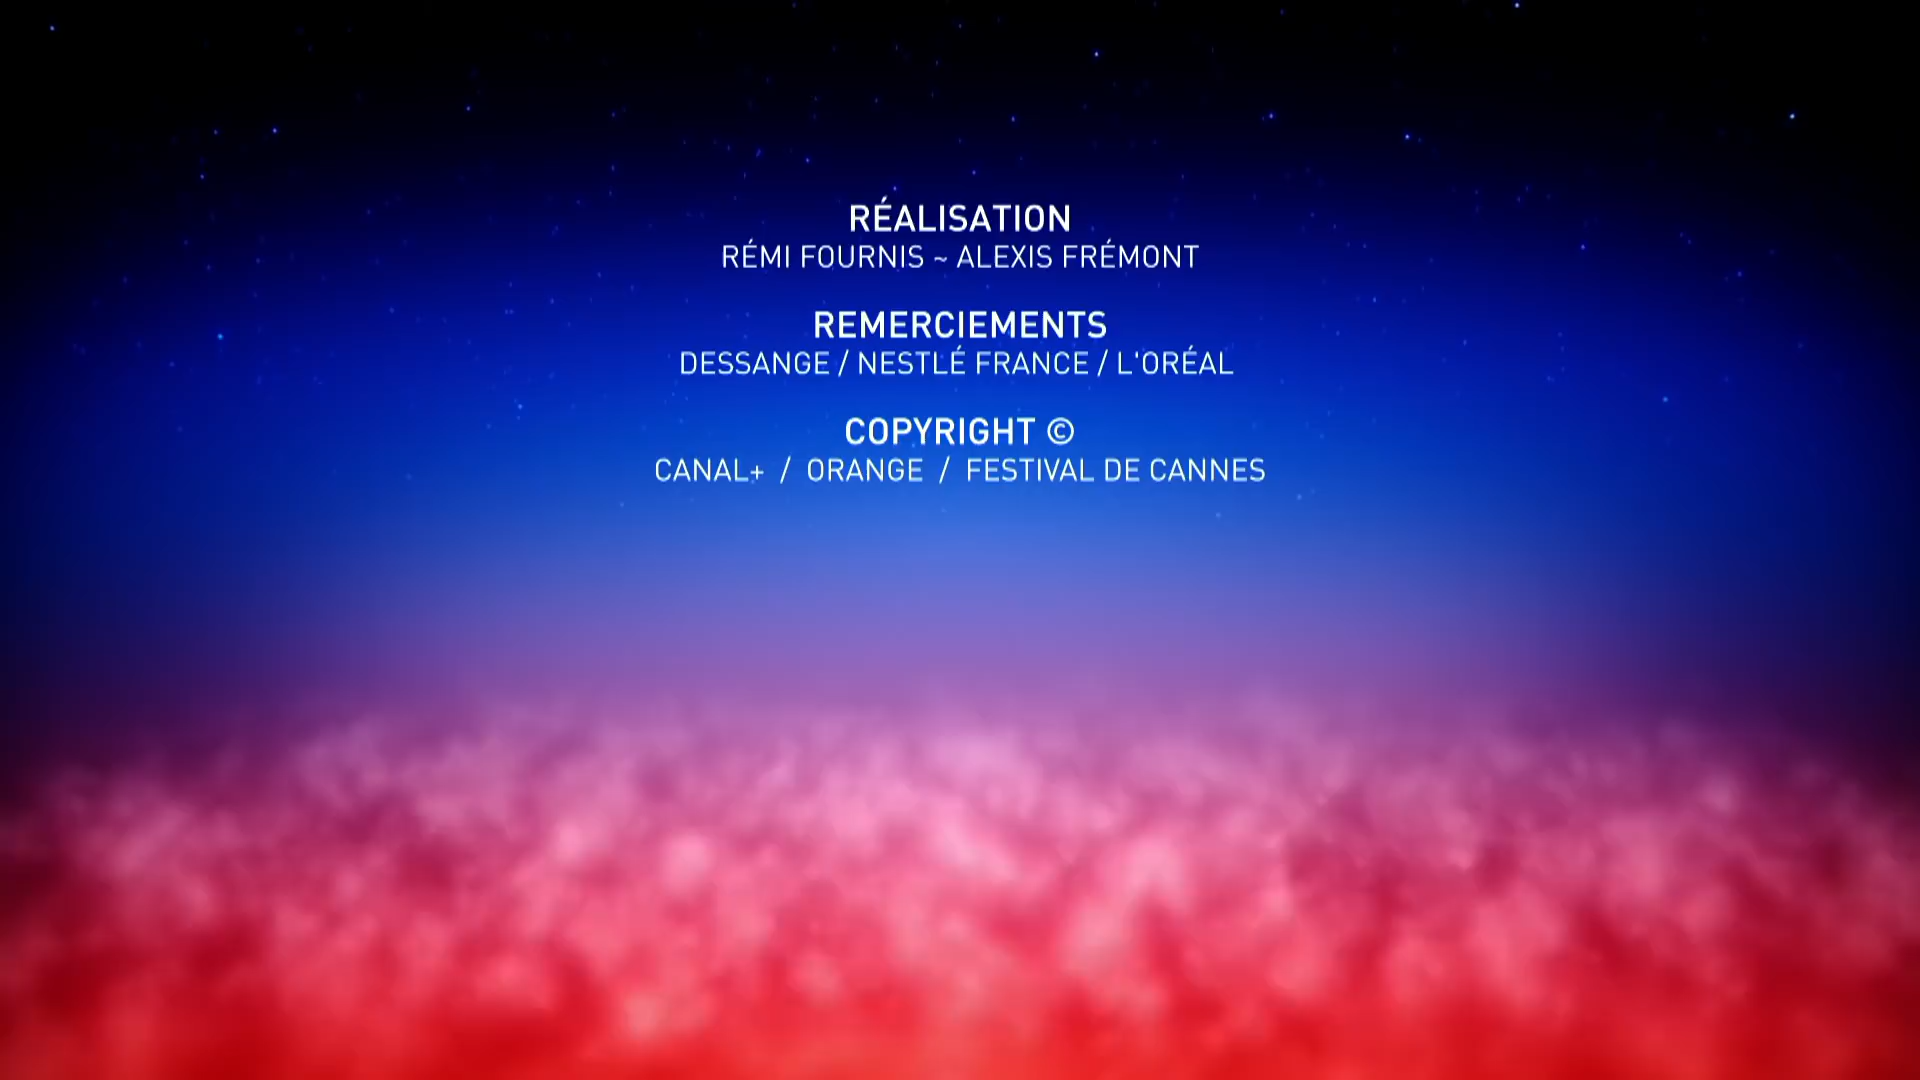 RÉALISATION
RÉMI FOURNIS ~ ALEXIS FRÉMONT
REMERCIEMENTS
DESSANGE / NESTLÉ FRANCE / L'ORÉAL
COPYRIGHT ©
CANAL+ / ORANGE / FESTIVAL DE CANNES